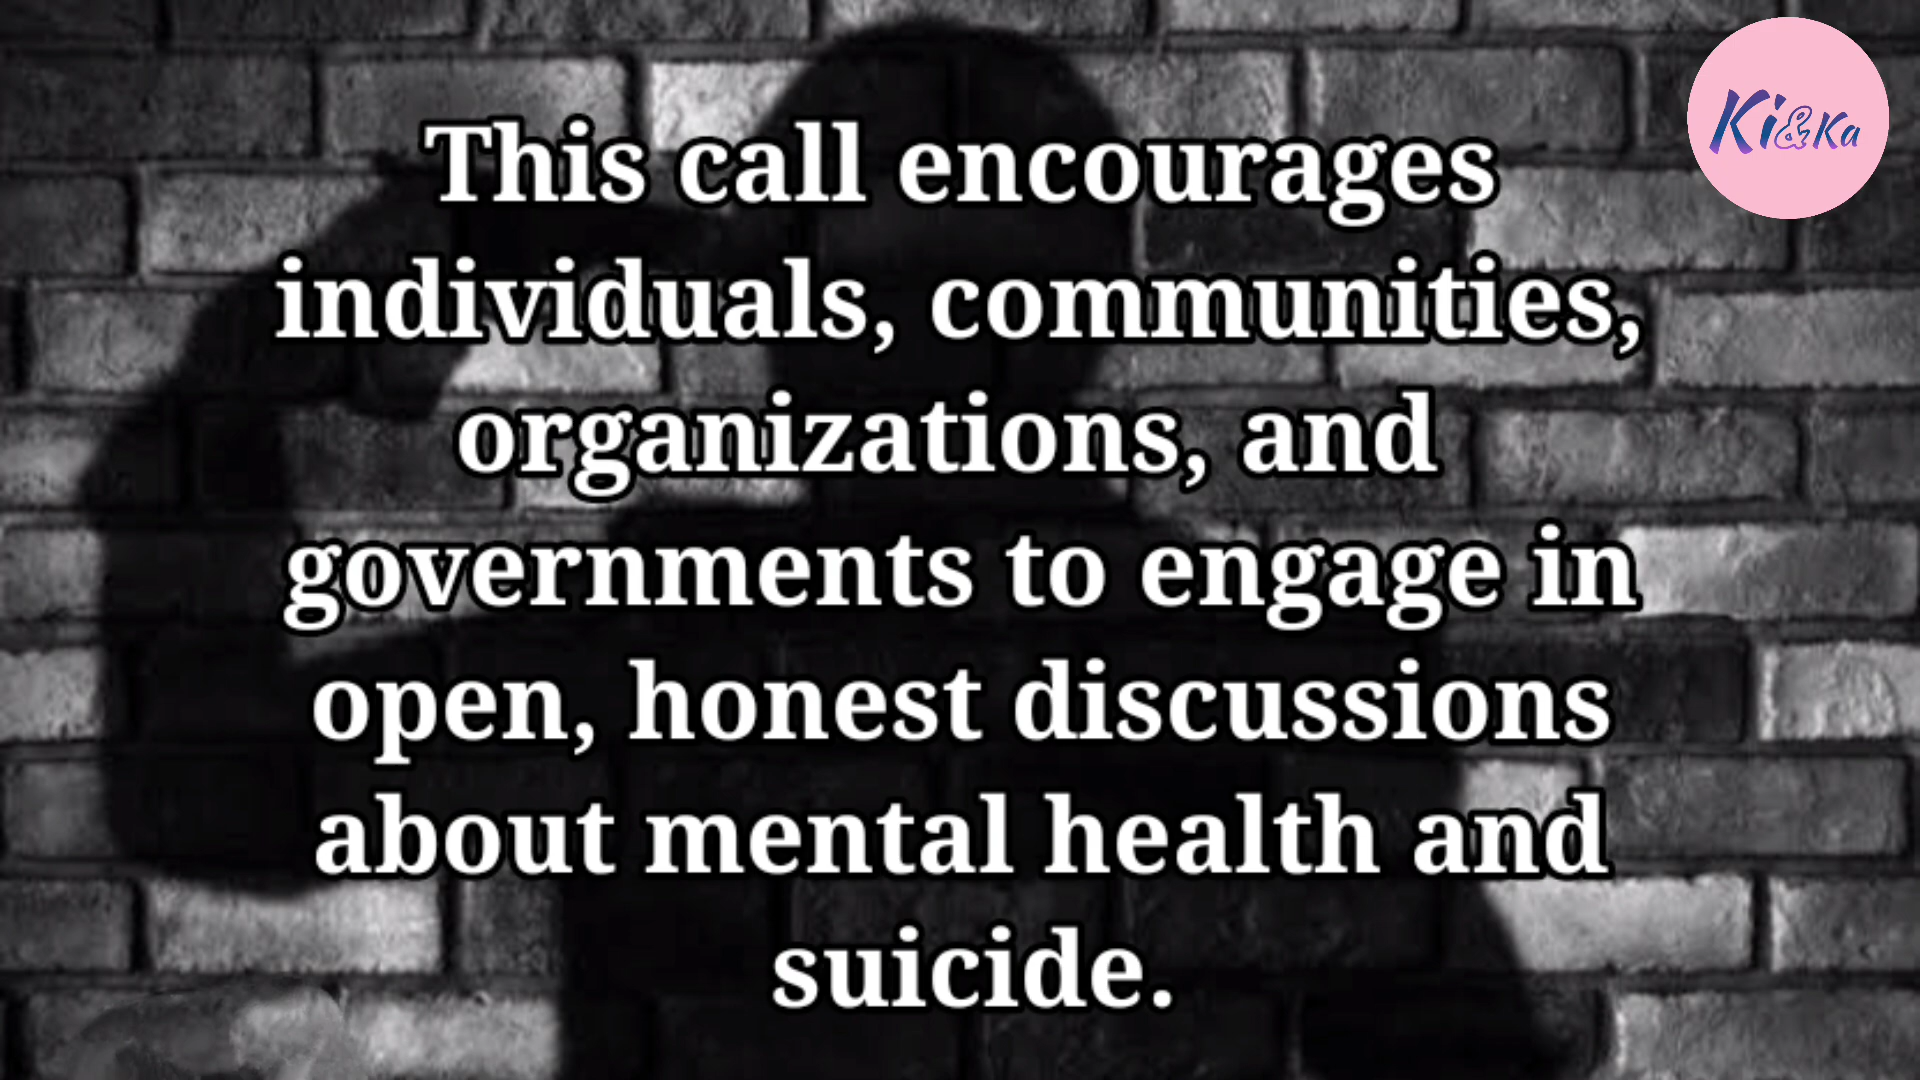 This call encourages
individuals, communities,
organizations, and
governments to engage in
open, honest discussions
about mental health and
suicide.
Ki&Ka